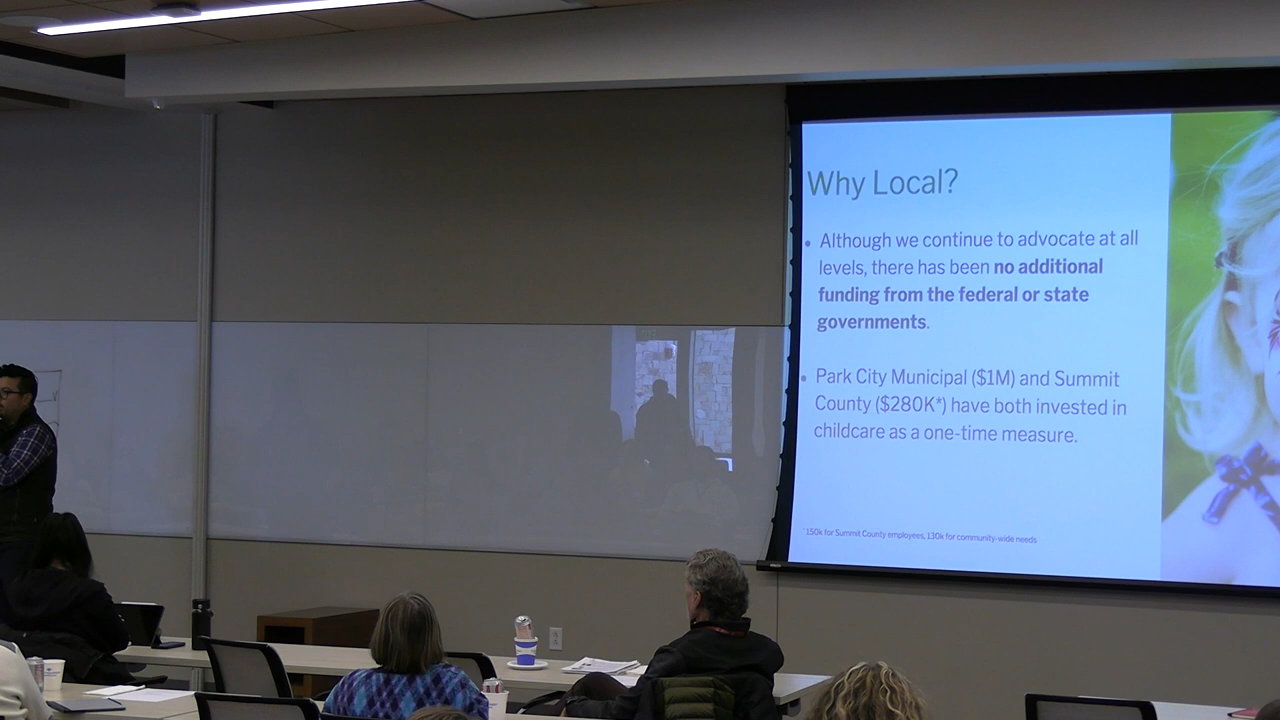 Why Local?
• Although we continue to advocate at all
levels, there has been no additional
funding from the federal or state
governments.
• Park City Municipal ($1M) and Summit
County ($280K*) have both invested in
childcare as a one-time measure.
*150k for Summit County employees, 130k for community-wide needs